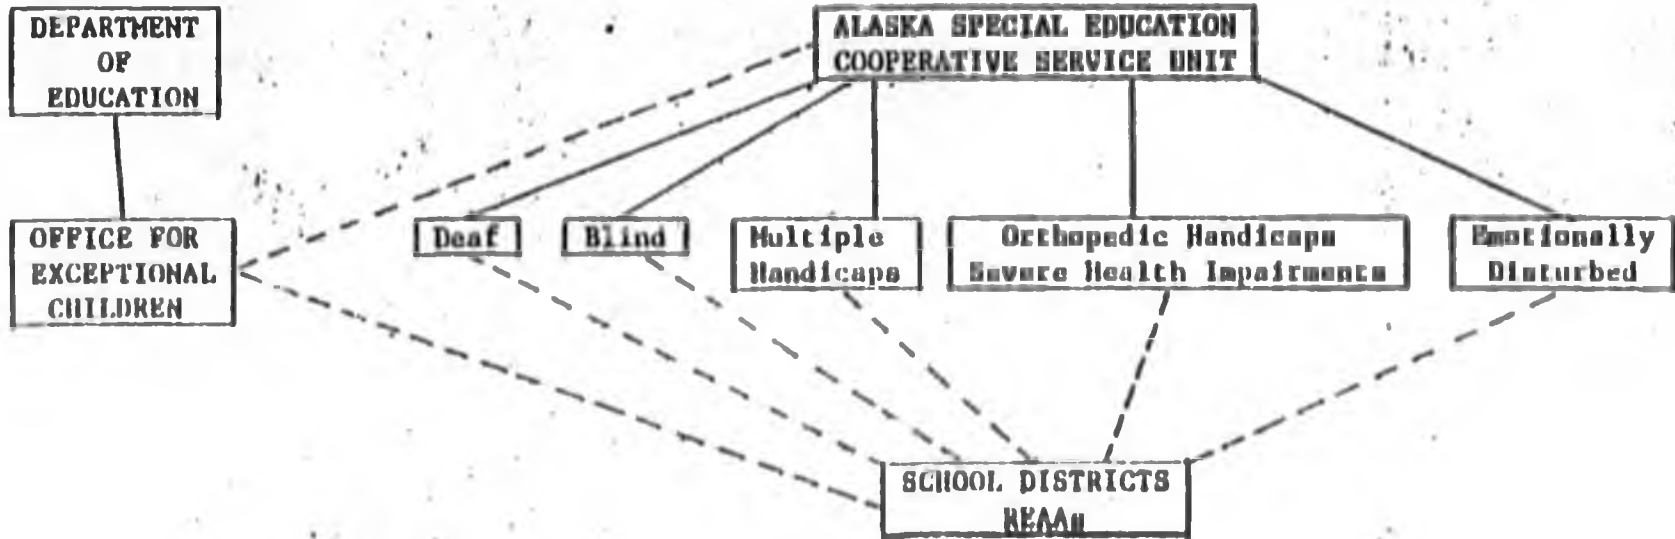 DEPARTMENT
OF
EDUCATION
ALASKA SPECIAL EDUCATION
COOPERATIVE SERVICE UNIT
OFFICE FOR
EXCEPTIONAL
CHILDREN
Deaf
Blind
Multiple
Handicaps
Orthopedic Handicaps
Severe Health Impairments
Emotionally
Disturbed
SCHOOL DISTRICTS
REAAs